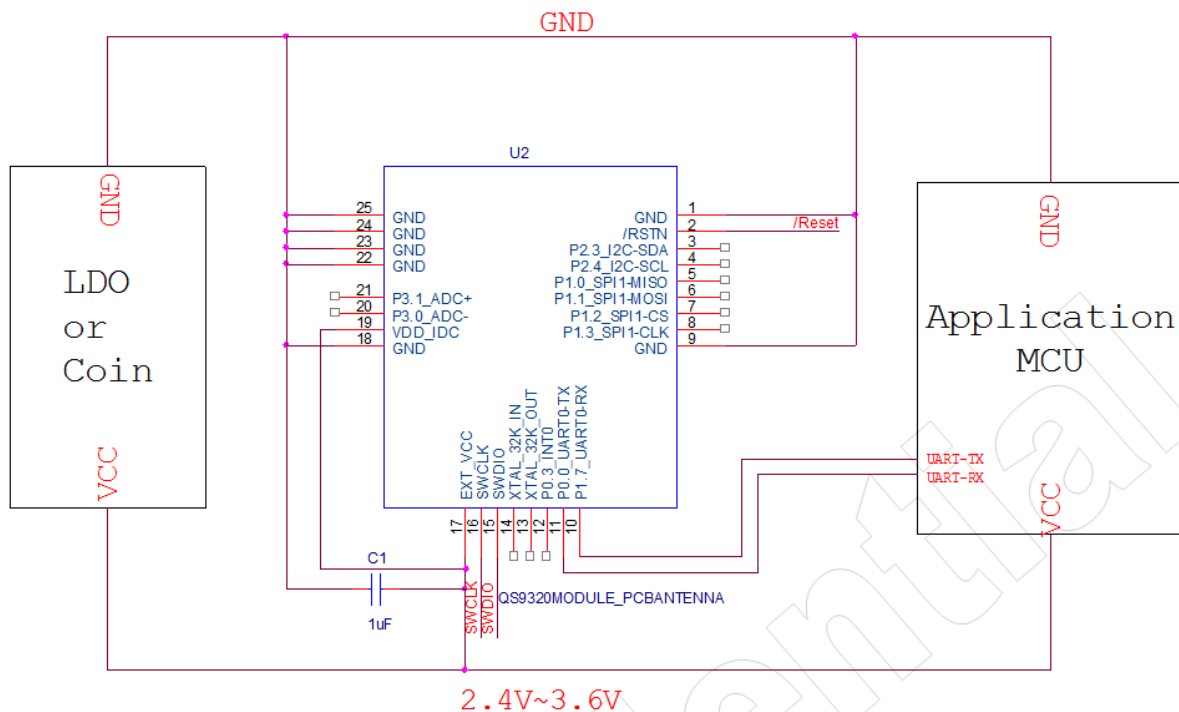 GND
U2
GND
LDO
or
Coin
VCC
25 GND
24 GND
23 GND
22 GND
21 P3.1_ADC+
20 P3.0_ADC-
19 VDD_IDC
18 GND
GND 1
/RSTN 2 /Reset
P2.3_I2C-SDA 3
P2.4_I2C-SCL 4
P1.0_SPI1-MISO 5
P1.1_SPI1-MOSI 6
P1.2_SPI1-CS 7
P1.3_SPI1-CLK 8
GND 9
EXT_VCC 17
SWCLK 16
SWDIO 15
XTAL_32K_IN 14
XTAL_32K_OUT 13
P0.3_INT0 12
P0.0_UART0-TX 11
P1.7_UART0-RX 10
GND
Application
MCU
UART-TX
UART-RX
VCC
C1
1uF
SWCLK
SWDIO
QS9320MODULE_PCBANTENNA
2.4V~3.6V